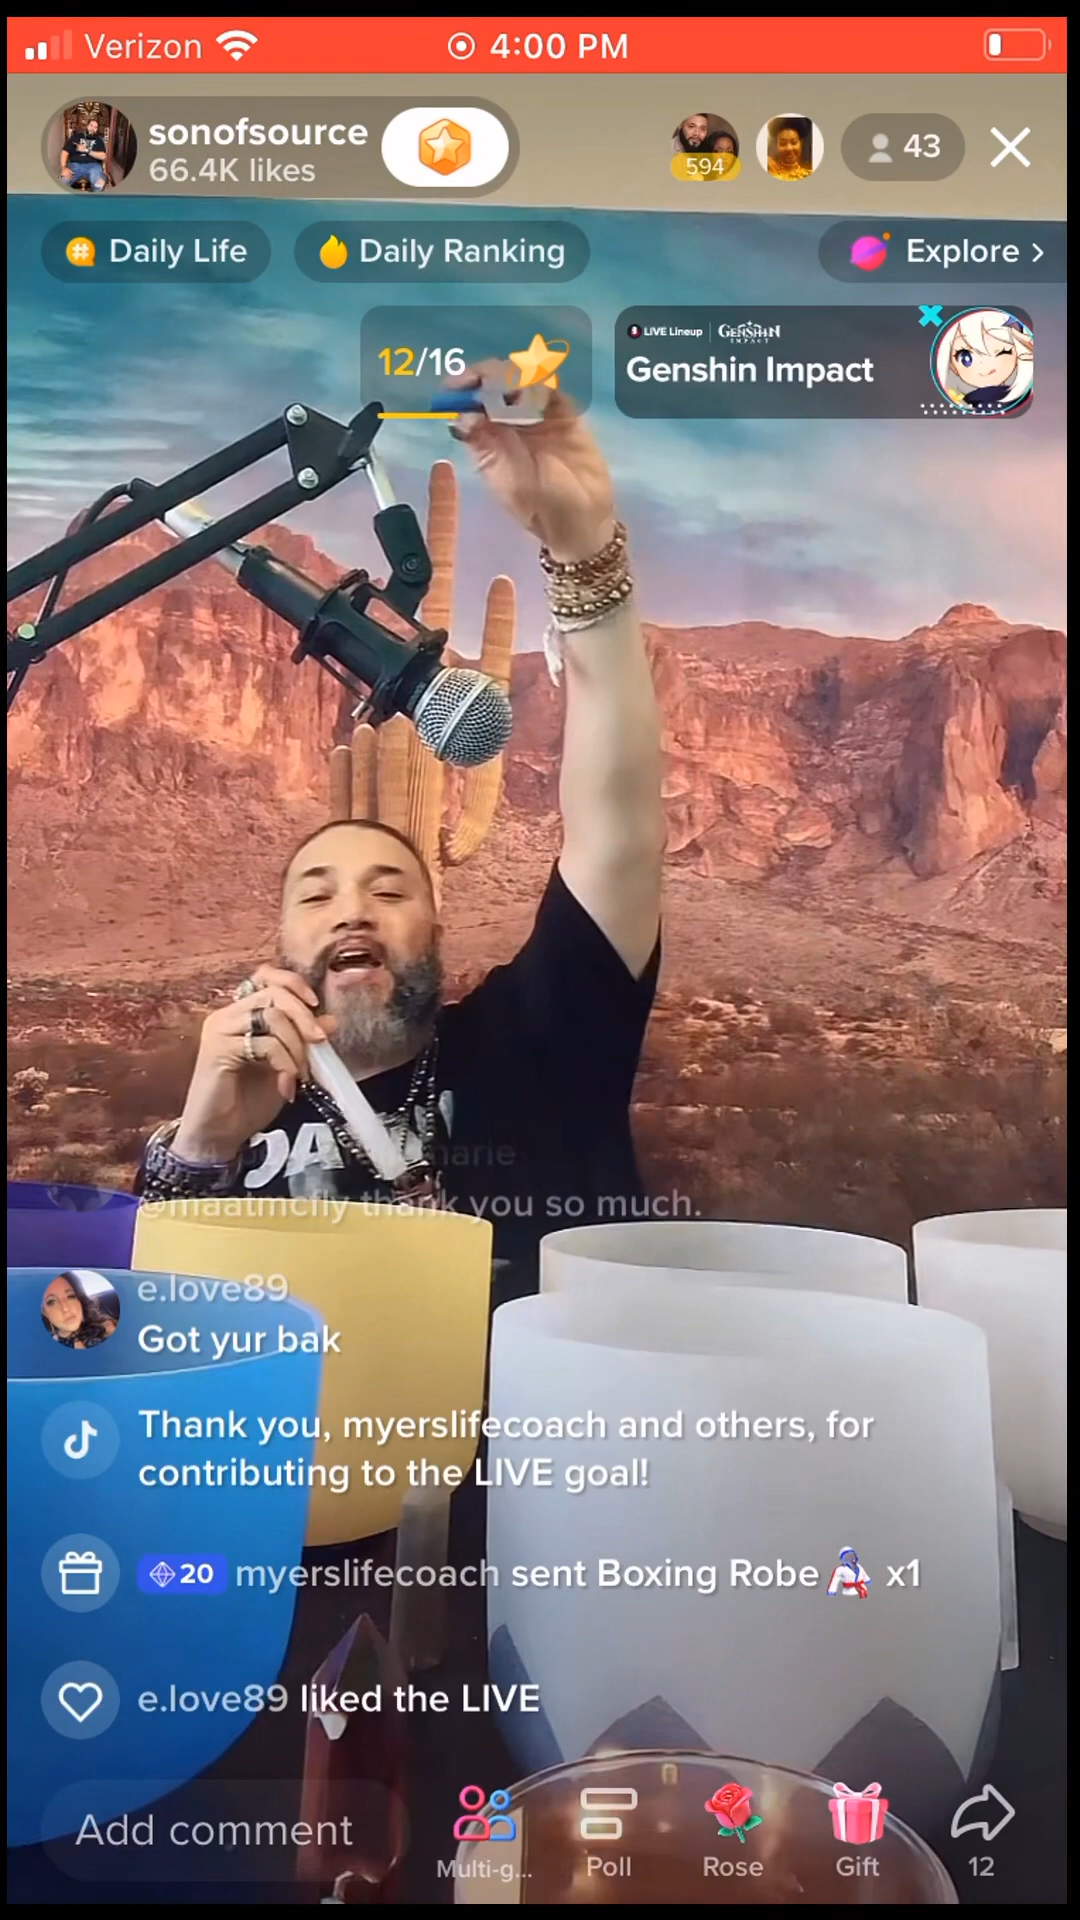 Verizon
4:00 PM
sonofsource
66.4K likes
594
43
Daily Life
Daily Ranking
Explore >
12/16
LIVE Lineup | GENSHIN IMPACT
Genshin Impact
@maatmcfly thank you so much.
e.love89
Got yur bak
Thank you, myerslifecoach and others, for
contributing to the LIVE goal!
20 myerslifecoach sent Boxing Robe x1
e.love89 liked the LIVE
Add comment
Multi-g...
Poll
Rose
Gift
12